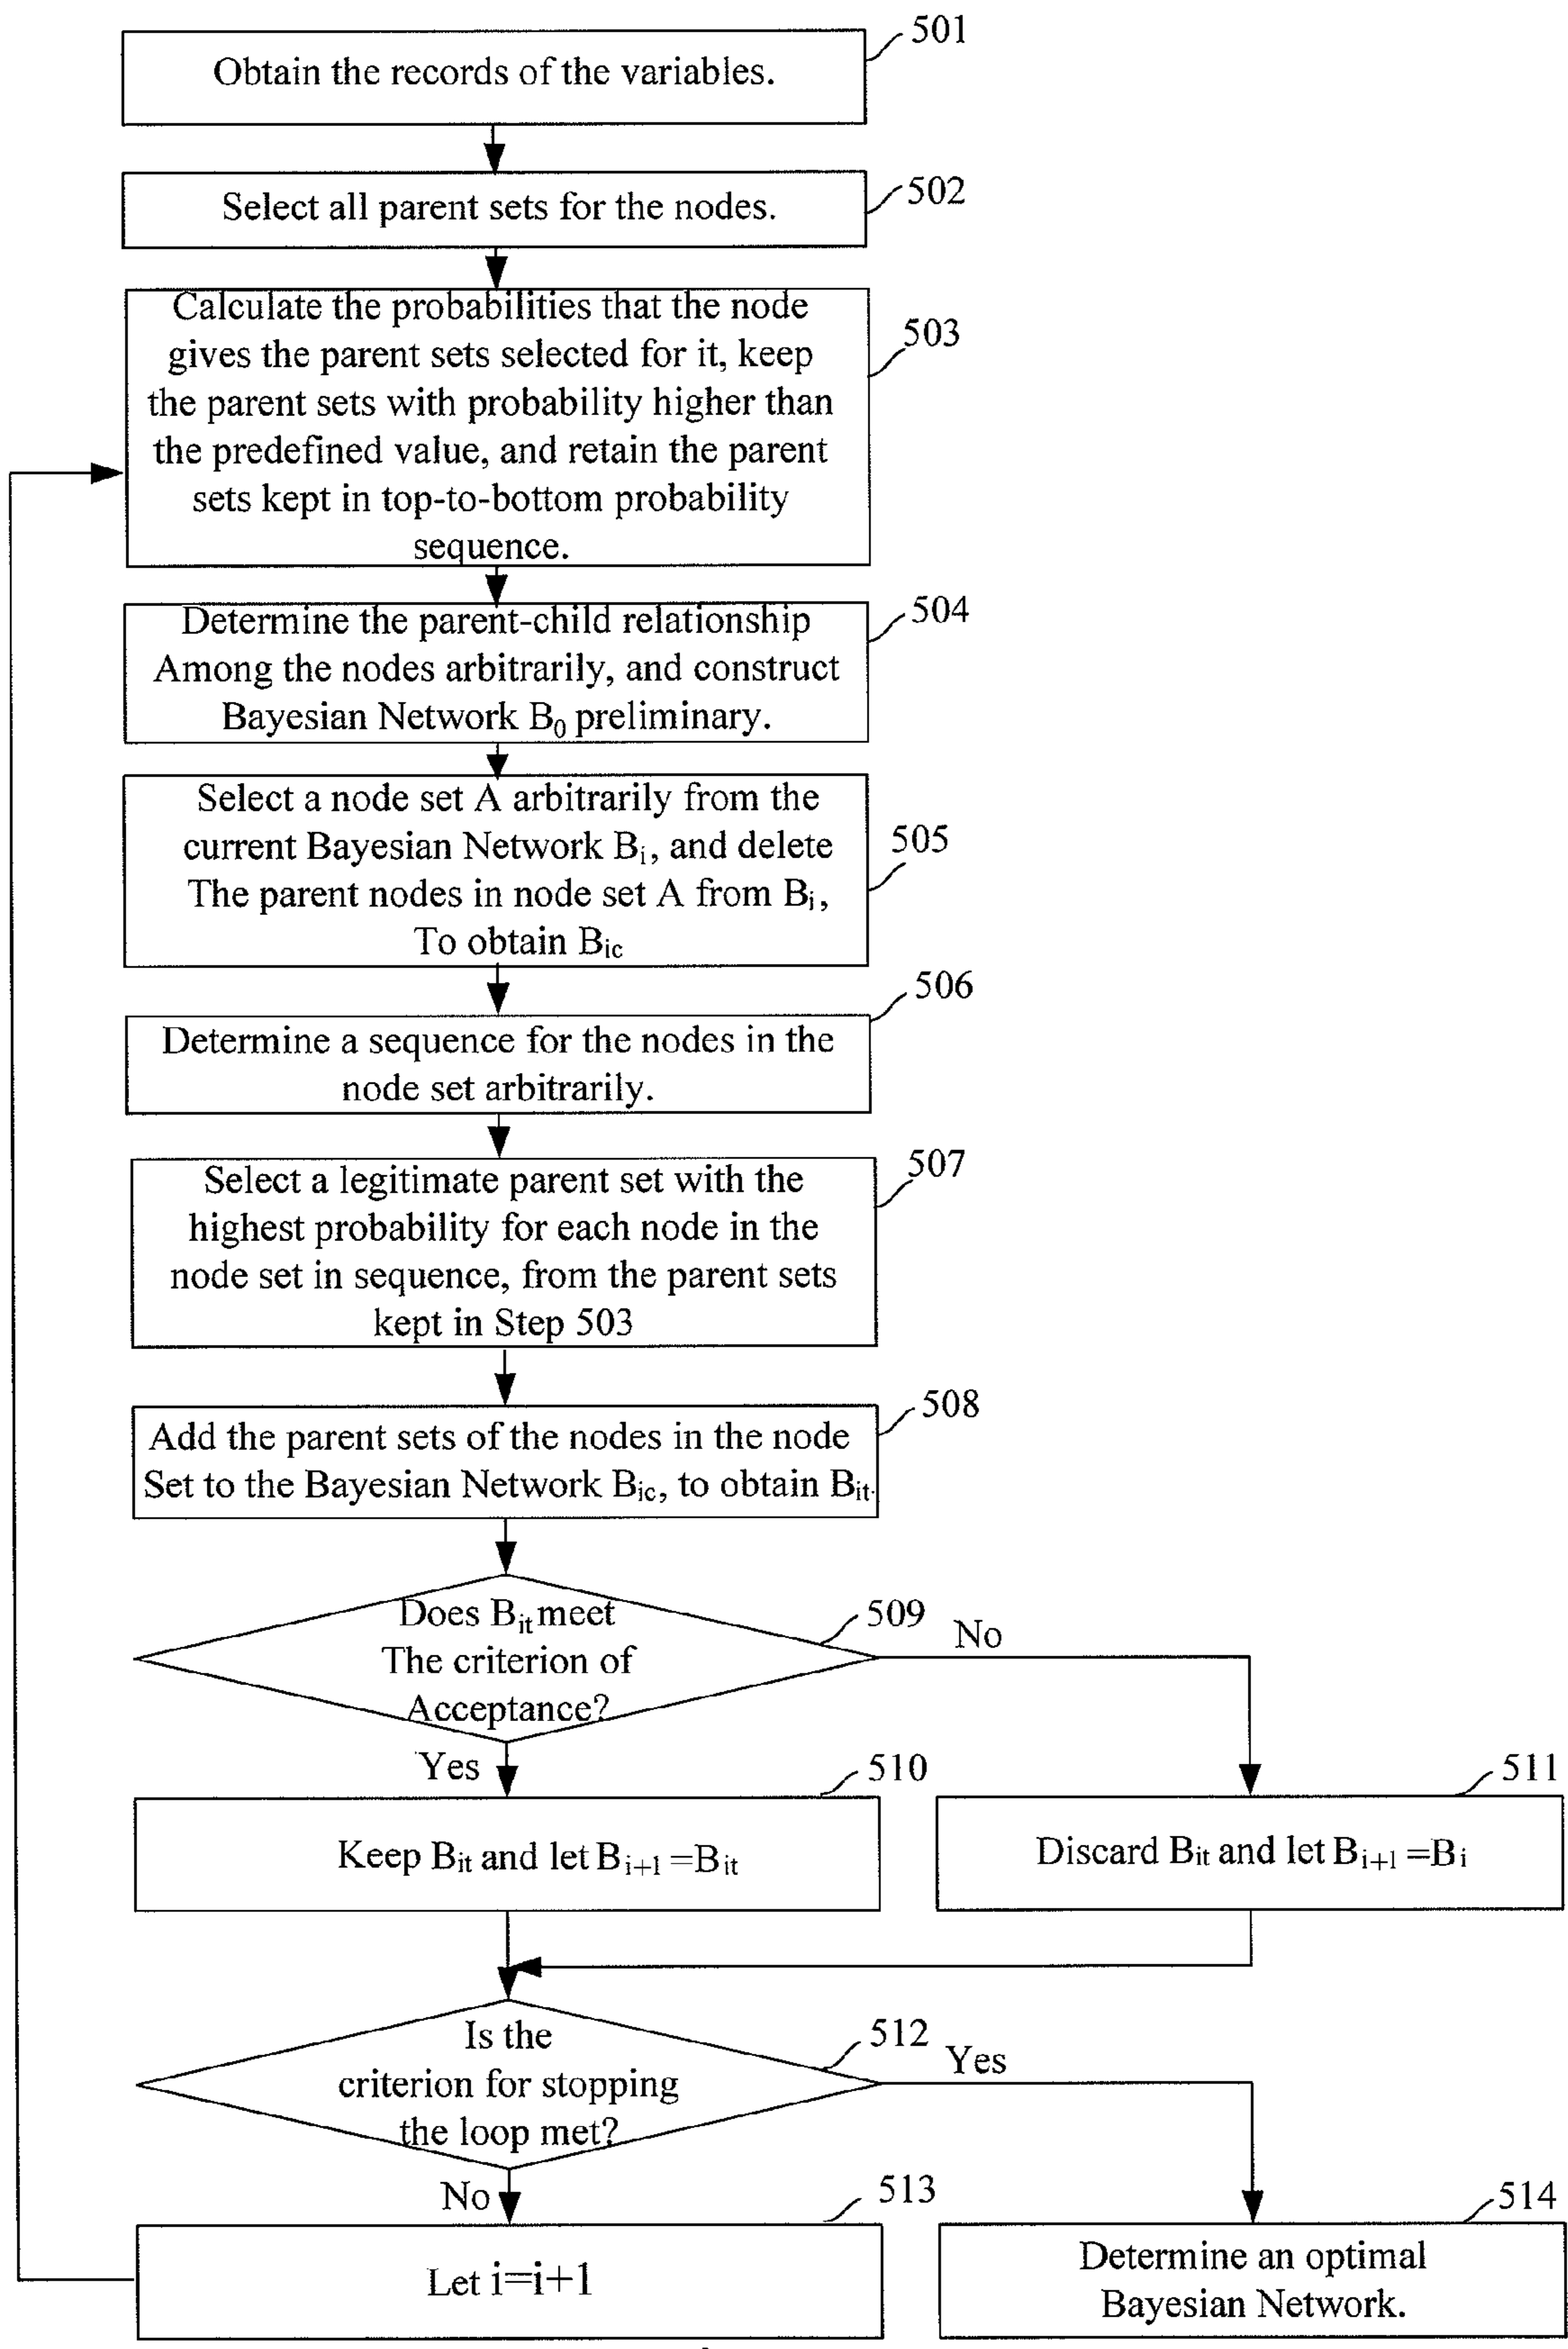 501
Obtain the records of the variables.
502
Select all parent sets for the nodes.
503
Calculate the probabilities that the node
gives the parent sets selected for it, keep
the parent sets with probability higher than
the predefined value, and retain the parent
sets kept in top-to-bottom probability
sequence.
504
Determine the parent-child relationship
Among the nodes arbitrarily, and construct
Bayesian Network B₀ preliminary.
505
Select a node set A arbitrarily from the
current Bayesian Network Bᵢ, and delete
The parent nodes in node set A from Bᵢ,
To obtain Bic
506
Determine a sequence for the nodes in the
node set arbitrarily.
507
Select a legitimate parent set with the
highest probability for each node in the
node set in sequence, from the parent sets
kept in Step 503
508
Add the parent sets of the nodes in the node
Set to the Bayesian Network Bic, to obtain Bit.
509
Does Bit meet
The criterion of
Acceptance?
No
Yes
510
Keep Bit and let Bi+1 =Bit
511
Discard Bit and let Bi+1 =Bi
512
Is the
criterion for stopping
the loop met?
Yes
No
513
Let i=i+1
514
Determine an optimal
Bayesian Network.